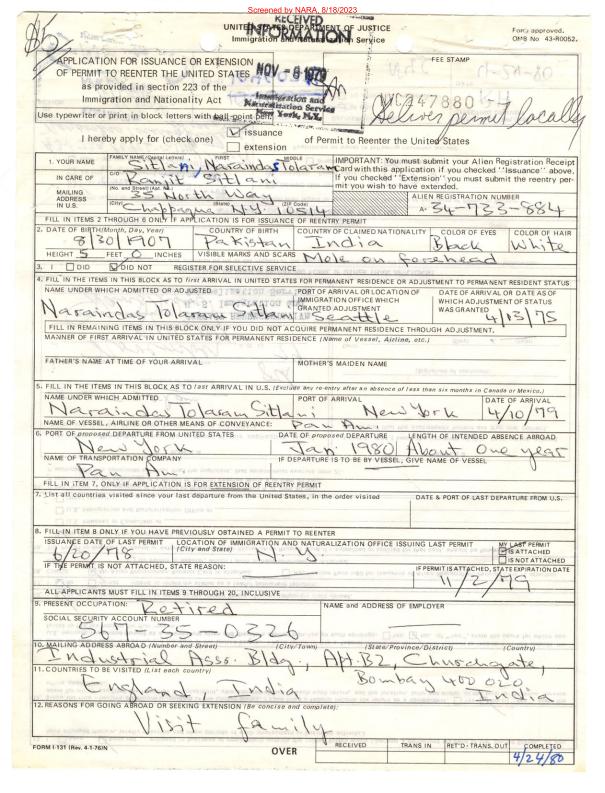 Screened by NARA, 8/18/2023
$5
UNITED STATES DEPARTMENT OF JUSTICE
Immigration and Naturalization Service
Form approved.
OMB No. 43-R0052.
RECEIVED
INFORMATION
NOV 1979
Immigration and
Naturalization Service
New York, N.Y.
APPLICATION FOR ISSUANCE OR EXTENSION
OF PERMIT TO REENTER THE UNITED STATES
as provided in section 223 of the
Immigration and Nationality Act
FEE STAMP
NYC247880
Deliver permit locally
Use typewriter or print in block letters with ball-point pen.
I hereby apply for (check one)
issuance
extension
of Permit to Reenter the United States
1. YOUR NAME
FAMILY NAME (Capital Letters) FIRST MIDDLE
Sitlani, Naraindas Tolaram
IN CARE OF
C/O
Ranjit Sitlani
MAILING ADDRESS IN U.S.
(No. and Street) (Apt. No.)
35 North Way
(City) (State) (ZIP Code)
Chappaqua N.Y 10514
IMPORTANT: You must submit your Alien Registration Receipt
Card with this application if you checked "Issuance" above.
If you checked "Extension" you must submit the reentry per-
mit you wish to have extended.
ALIEN REGISTRATION NUMBER
A- 34-733-884
FILL IN ITEMS 2 THROUGH 6 ONLY IF APPLICATION IS FOR ISSUANCE OF REENTRY PERMIT
2. DATE OF BIRTH (Month, Day, Year) COUNTRY OF BIRTH COUNTRY OF CLAIMED NATIONALITY COLOR OF EYES COLOR OF HAIR
8/30/1907 Pakistan India Black White
HEIGHT 5 FEET 0 INCHES VISIBLE MARKS AND SCARS Mole on forehead
3. I DID DID NOT REGISTER FOR SELECTIVE SERVICE
4. FILL IN THE ITEMS IN THIS BLOCK AS TO first ARRIVAL IN UNITED STATES FOR PERMANENT RESIDENCE OR ADJUSTMENT TO PERMANENT RESIDENT STATUS
NAME UNDER WHICH ADMITTED OR ADJUSTED
Naraindas Tolaram Sitlani
PORT OF ARRIVAL OR LOCATION OF
IMMIGRATION OFFICE WHICH
GRANTED ADJUSTMENT
Seattle
DATE OF ARRIVAL OR DATE AS OF
WHICH ADJUSTMENT OF STATUS
WAS GRANTED
4/13/75
FILL IN REMAINING ITEMS IN THIS BLOCK ONLY IF YOU DID NOT ACQUIRE PERMANENT RESIDENCE THROUGH ADJUSTMENT.
MANNER OF FIRST ARRIVAL IN UNITED STATES FOR PERMANENT RESIDENCE (Name of Vessel, Airline, etc.)
FATHER'S NAME AT TIME OF YOUR ARRIVAL MOTHER'S MAIDEN NAME
5. FILL IN THE ITEMS IN THIS BLOCK AS TO last ARRIVAL IN U.S. (Exclude any re-entry after an absence of less than six months in Canada or Mexico.)
NAME UNDER WHICH ADMITTED PORT OF ARRIVAL DATE OF ARRIVAL
Naraindas Tolaram Sitlani New York 4/10/79
NAME OF VESSEL, AIRLINE OR OTHER MEANS OF CONVEYANCE: Pan Am.
6. PORT OF proposed DEPARTURE FROM UNITED STATES DATE OF proposed DEPARTURE LENGTH OF INTENDED ABSENCE ABROAD
New York Jan. 1980 About One year
NAME OF TRANSPORTATION COMPANY IF DEPARTURE IS TO BE BY VESSEL, GIVE NAME OF VESSEL
Pan Am.
FILL IN ITEM 7, ONLY IF APPLICATION IS FOR EXTENSION OF REENTRY PERMIT
7. List all countries visited since your last departure from the United States, in the order visited DATE & PORT OF LAST DEPARTURE FROM U.S.
8. FILL IN ITEM 8 ONLY IF YOU HAVE PREVIOUSLY OBTAINED A PERMIT TO REENTER
ISSUANCE DATE OF LAST PERMIT LOCATION OF IMMIGRATION AND NATURALIZATION OFFICE ISSUING LAST PERMIT MY LAST PERMIT
(City and State) IS ATTACHED
6/20/78 N.Y. IS NOT ATTACHED
IF THE PERMIT IS NOT ATTACHED, STATE REASON: IF PERMIT IS ATTACHED, STATE EXPIRATION DATE
11/2/79
ALL APPLICANTS MUST FILL IN ITEMS 9 THROUGH 20, INCLUSIVE
9. PRESENT OCCUPATION: Retired NAME and ADDRESS OF EMPLOYER
SOCIAL SECURITY ACCOUNT NUMBER
567-35-0326
10. MAILING ADDRESS ABROAD (Number and Street) (City/Town) (State/Province/District) (Country)
Industrial Asss. Bldg., Apt. B2, Churchgate,
Bombay 400 020
India
11. COUNTRIES TO BE VISITED (List each country)
England, India
12. REASONS FOR GOING ABROAD OR SEEKING EXTENSION (Be concise and complete):
Visit family
FORM I-131 (Rev. 4-1-76)N
OVER
RECEIVED TRANS IN RET'D-TRANS. OUT COMPLETED
4/24/80